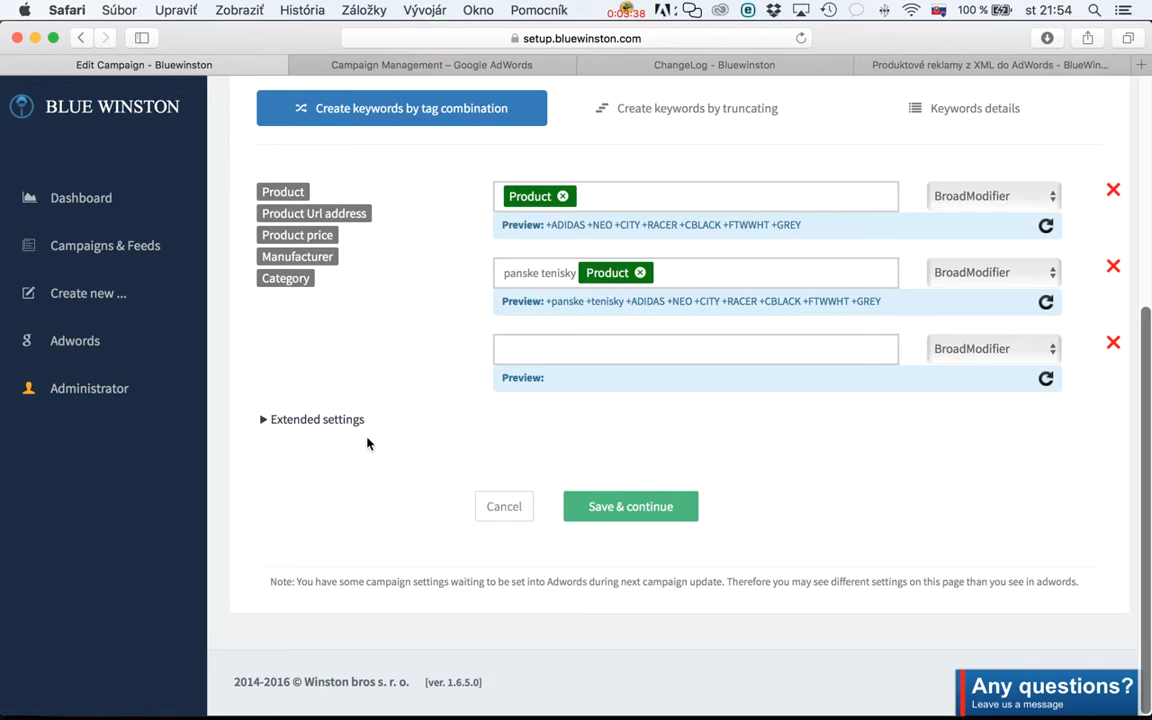 Safari Súbor Upraviť Zobraziť História Záložky Vývojár Okno Pomocník 0:03:38 100 % st 21:54
setup.bluewinston.com
Edit Campaign - Bluewinston Campaign Management – Google AdWords ChangeLog - Bluewinston Produktové reklamy z XML do AdWords - BlueWin...
BLUE WINSTON
Dashboard
Campaigns & Feeds
Create new ...
Adwords
Administrator
Create keywords by tag combination Create keywords by truncating Keywords details
Product
Product Url address
Product price
Manufacturer
Category
Product BroadModifier
Preview: +ADIDAS +NEO +CITY +RACER +CBLACK +FTWWHT +GREY
panske tenisky Product BroadModifier
Preview: +panske +tenisky +ADIDAS +NEO +CITY +RACER +CBLACK +FTWWHT +GREY
BroadModifier
Preview:
Extended settings
Cancel Save & continue
Note: You have some campaign settings waiting to be set into Adwords during next campaign update. Therefore you may see different settings on this page than you see in adwords.
2014-2016 © Winston bros s. r. o. [ver. 1.6.5.0]
Any questions?
Leave us a message